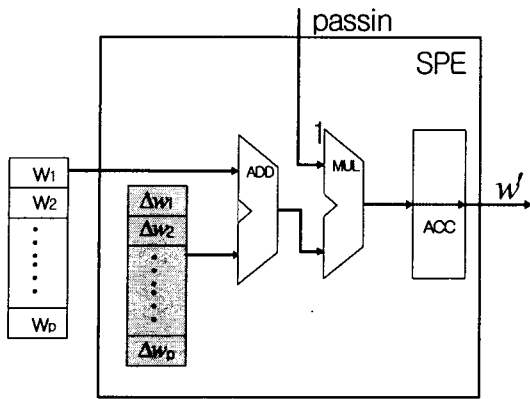 passin
SPE
1
ADD
MUL
W1
W2
Wp
Δw1
Δw2
Δwp
ACC
w'